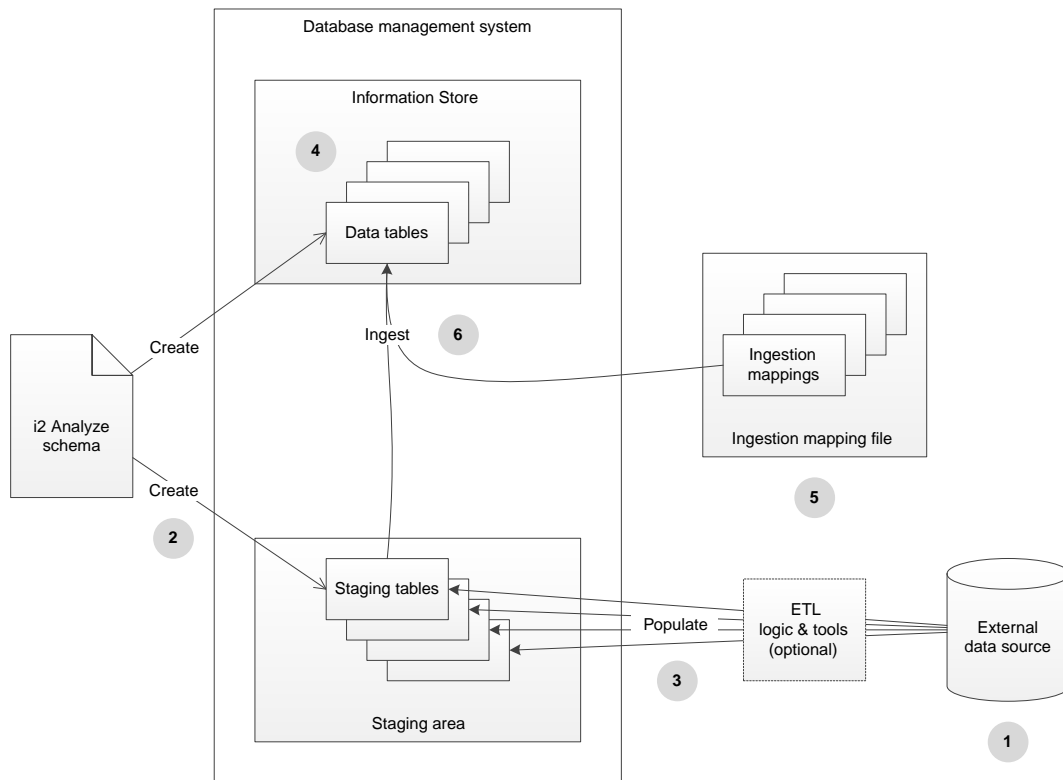 Database management system
Information Store
4
Data tables
Create
Ingest
6
Ingestion
mappings
Ingestion mapping file
5
i2 Analyze
schema
Create
2
Staging tables
Staging area
Populate
3
ETL
logic & tools
(optional)
External
data source
1